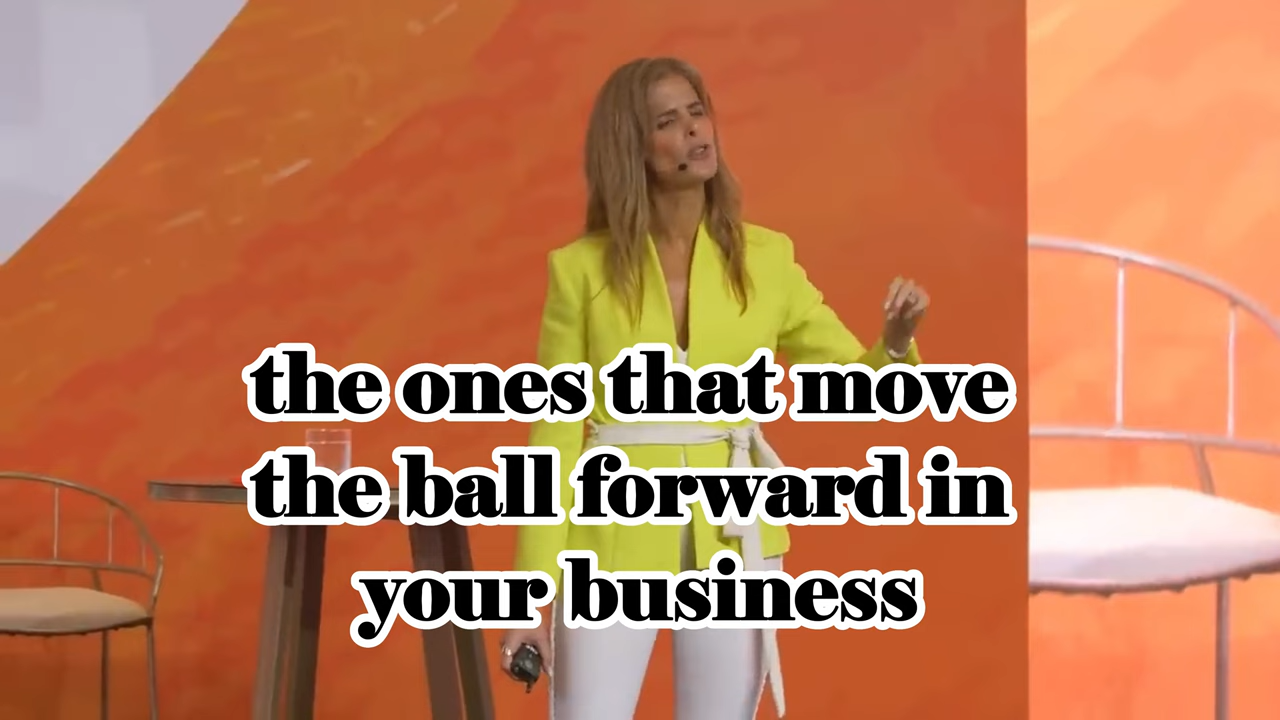 the ones that move
the ball forward in
your business